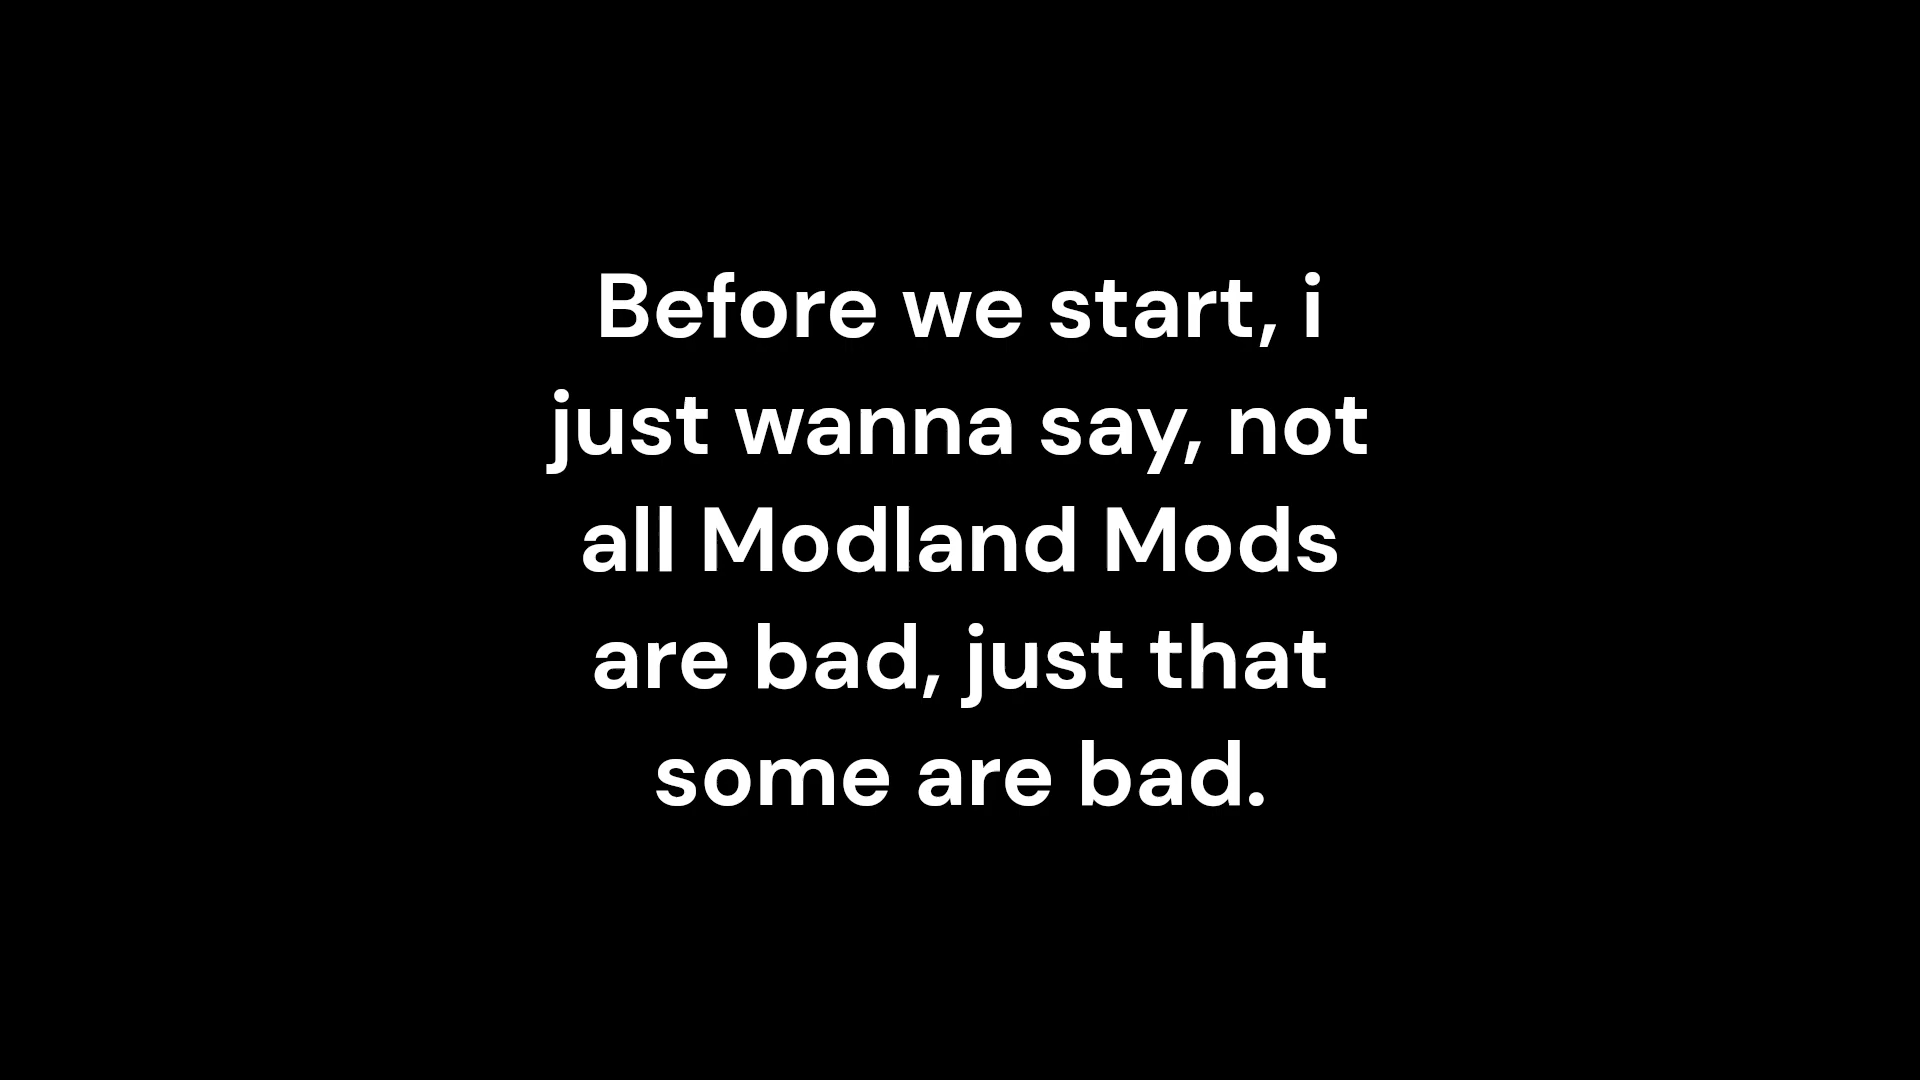 Before we start, i
just wanna say, not
all Modland Mods
are bad, just that
some are bad.